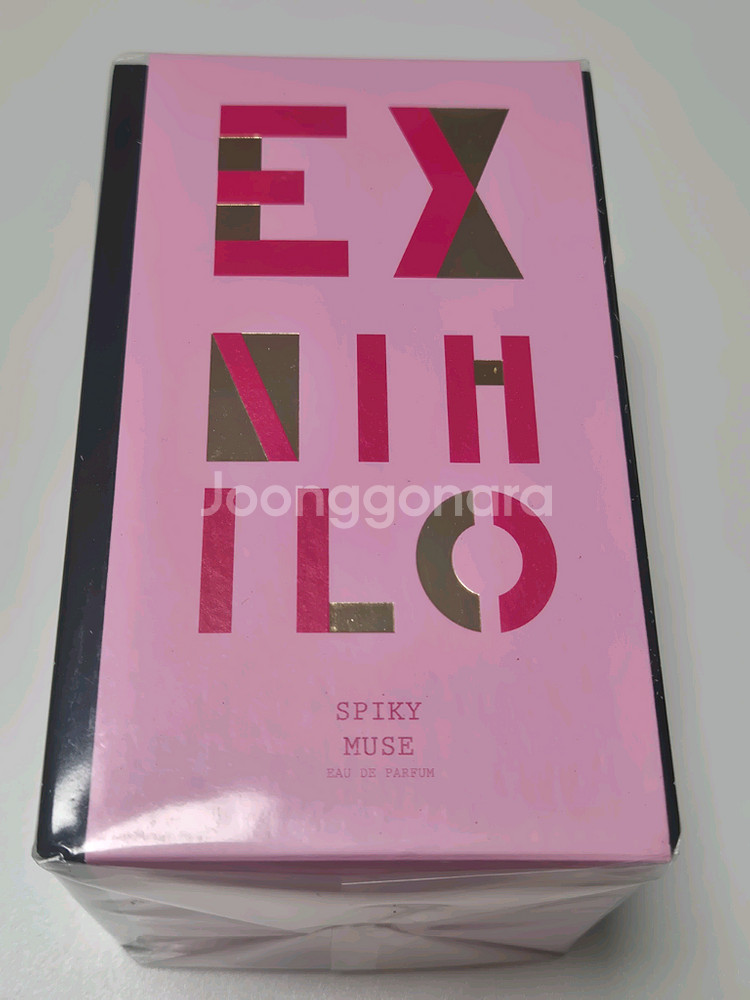 EX
NIH
ILO
Joonggonara
SPIKY
MUSE
EAU DE PARFUM